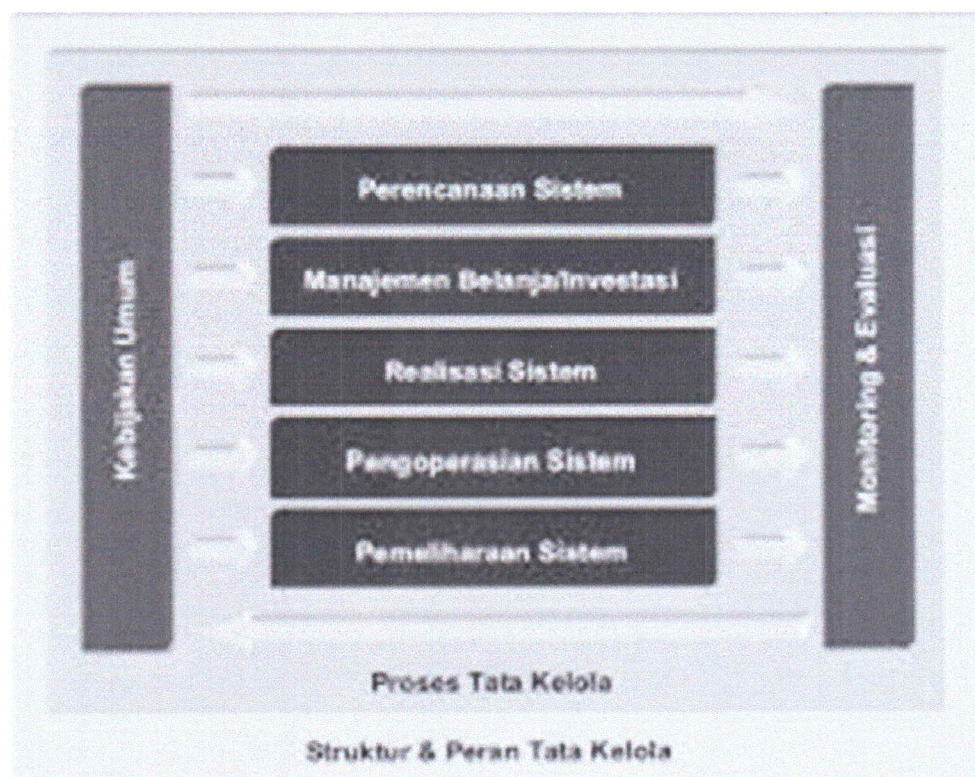 Kebijakan Umum
Perencanaan Sistem
Manajemen Belanja/Investasi
Realisasi Sistem
Pengoperasian Sistem
Pemeliharaan Sistem
Monitoring & Evaluasi
Proses Tata Kelola
Struktur & Peran Tata Kelola